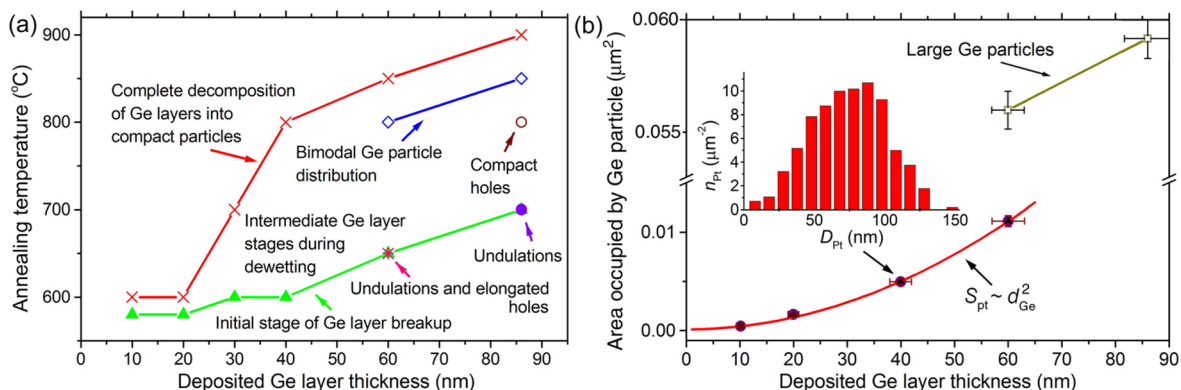 (a)
900
800
700
600
Annealing temperature (°C)
Complete decomposition
of Ge layers into
compact particles
Bimodal Ge particle
distribution
Compact
holes
Intermediate Ge layer
stages during
dewetting
Undulations
Undulations and elongated
holes
Initial stage of Ge layer breakup
0 10 20 30 40 50 60 70 80 90
Deposited Ge layer thickness (nm)
(b)
0.060
0.055
0.01
0.00
Area occupied by Ge particle (μm²)
Large Ge particles
10
8
6
4
2
0
nPt (μm⁻²)
50 100 150
DPt (nm)
Spt ~ d²Ge
0 10 20 30 40 50 60 70 80 90
Deposited Ge layer thickness (nm)